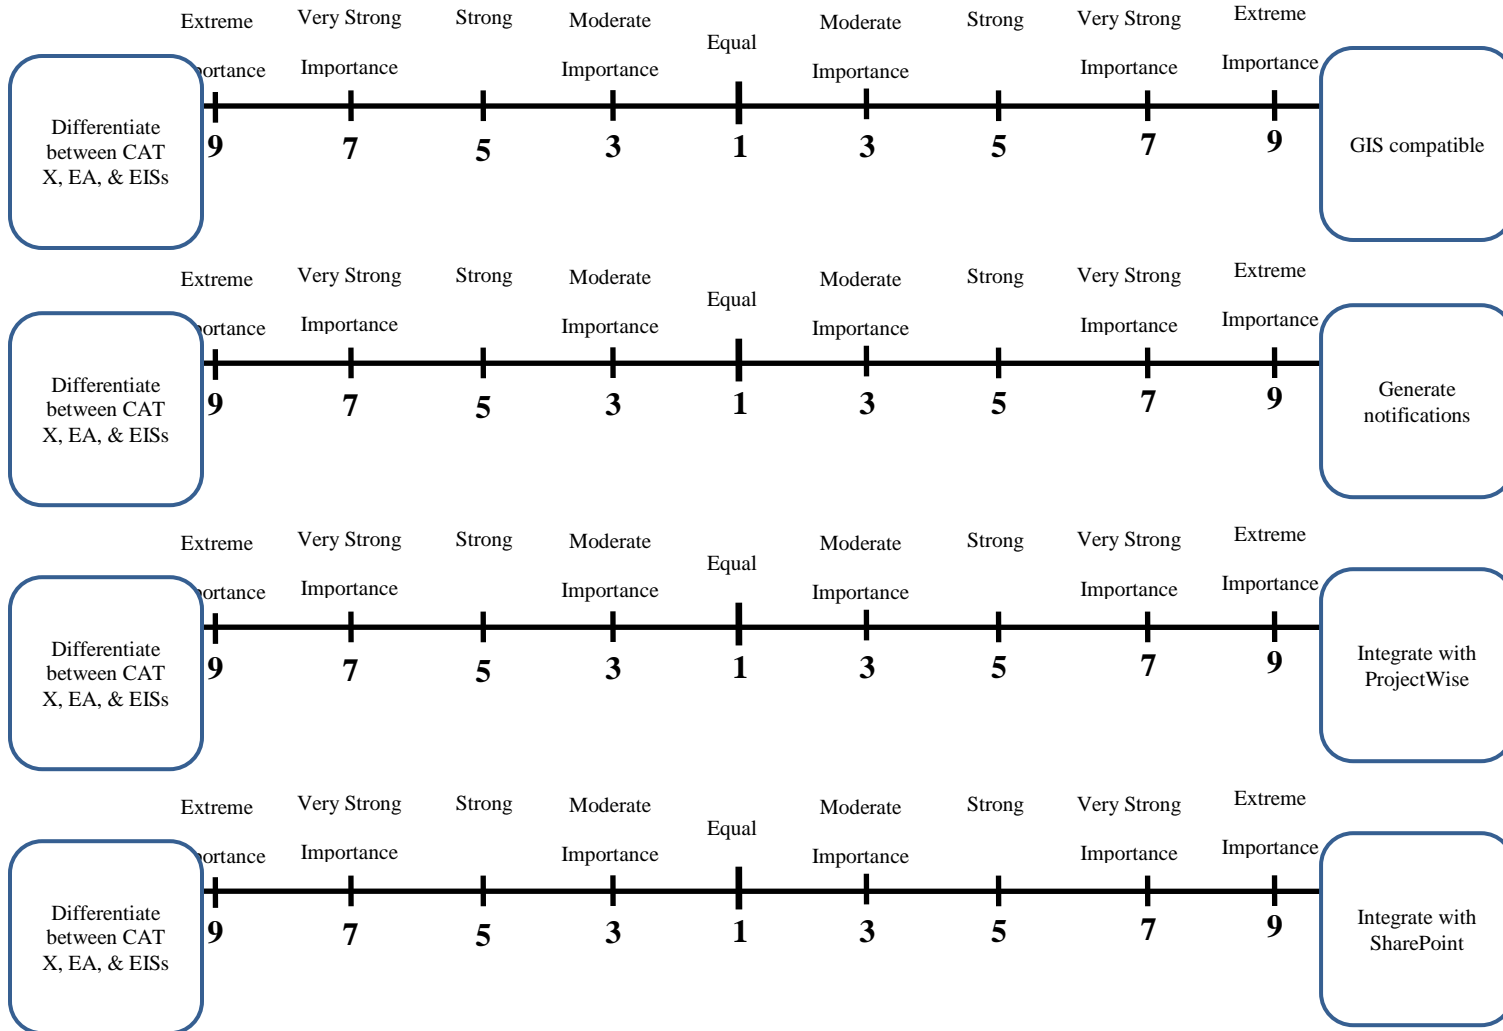 Extreme Very Strong Strong Moderate Equal Moderate Strong Very Strong Extreme
portance Importance Importance Importance Importance Importance
Differentiate
between CAT
X, EA, & EISs
9 7 5 3 1 3 5 7 9
GIS compatible
Extreme Very Strong Strong Moderate Equal Moderate Strong Very Strong Extreme
portance Importance Importance Importance Importance Importance
Differentiate
between CAT
X, EA, & EISs
9 7 5 3 1 3 5 7 9
Generate
notifications
Extreme Very Strong Strong Moderate Equal Moderate Strong Very Strong Extreme
portance Importance Importance Importance Importance Importance
Differentiate
between CAT
X, EA, & EISs
9 7 5 3 1 3 5 7 9
Integrate with
ProjectWise
Extreme Very Strong Strong Moderate Equal Moderate Strong Very Strong Extreme
portance Importance Importance Importance Importance Importance
Differentiate
between CAT
X, EA, & EISs
9 7 5 3 1 3 5 7 9
Integrate with
SharePoint